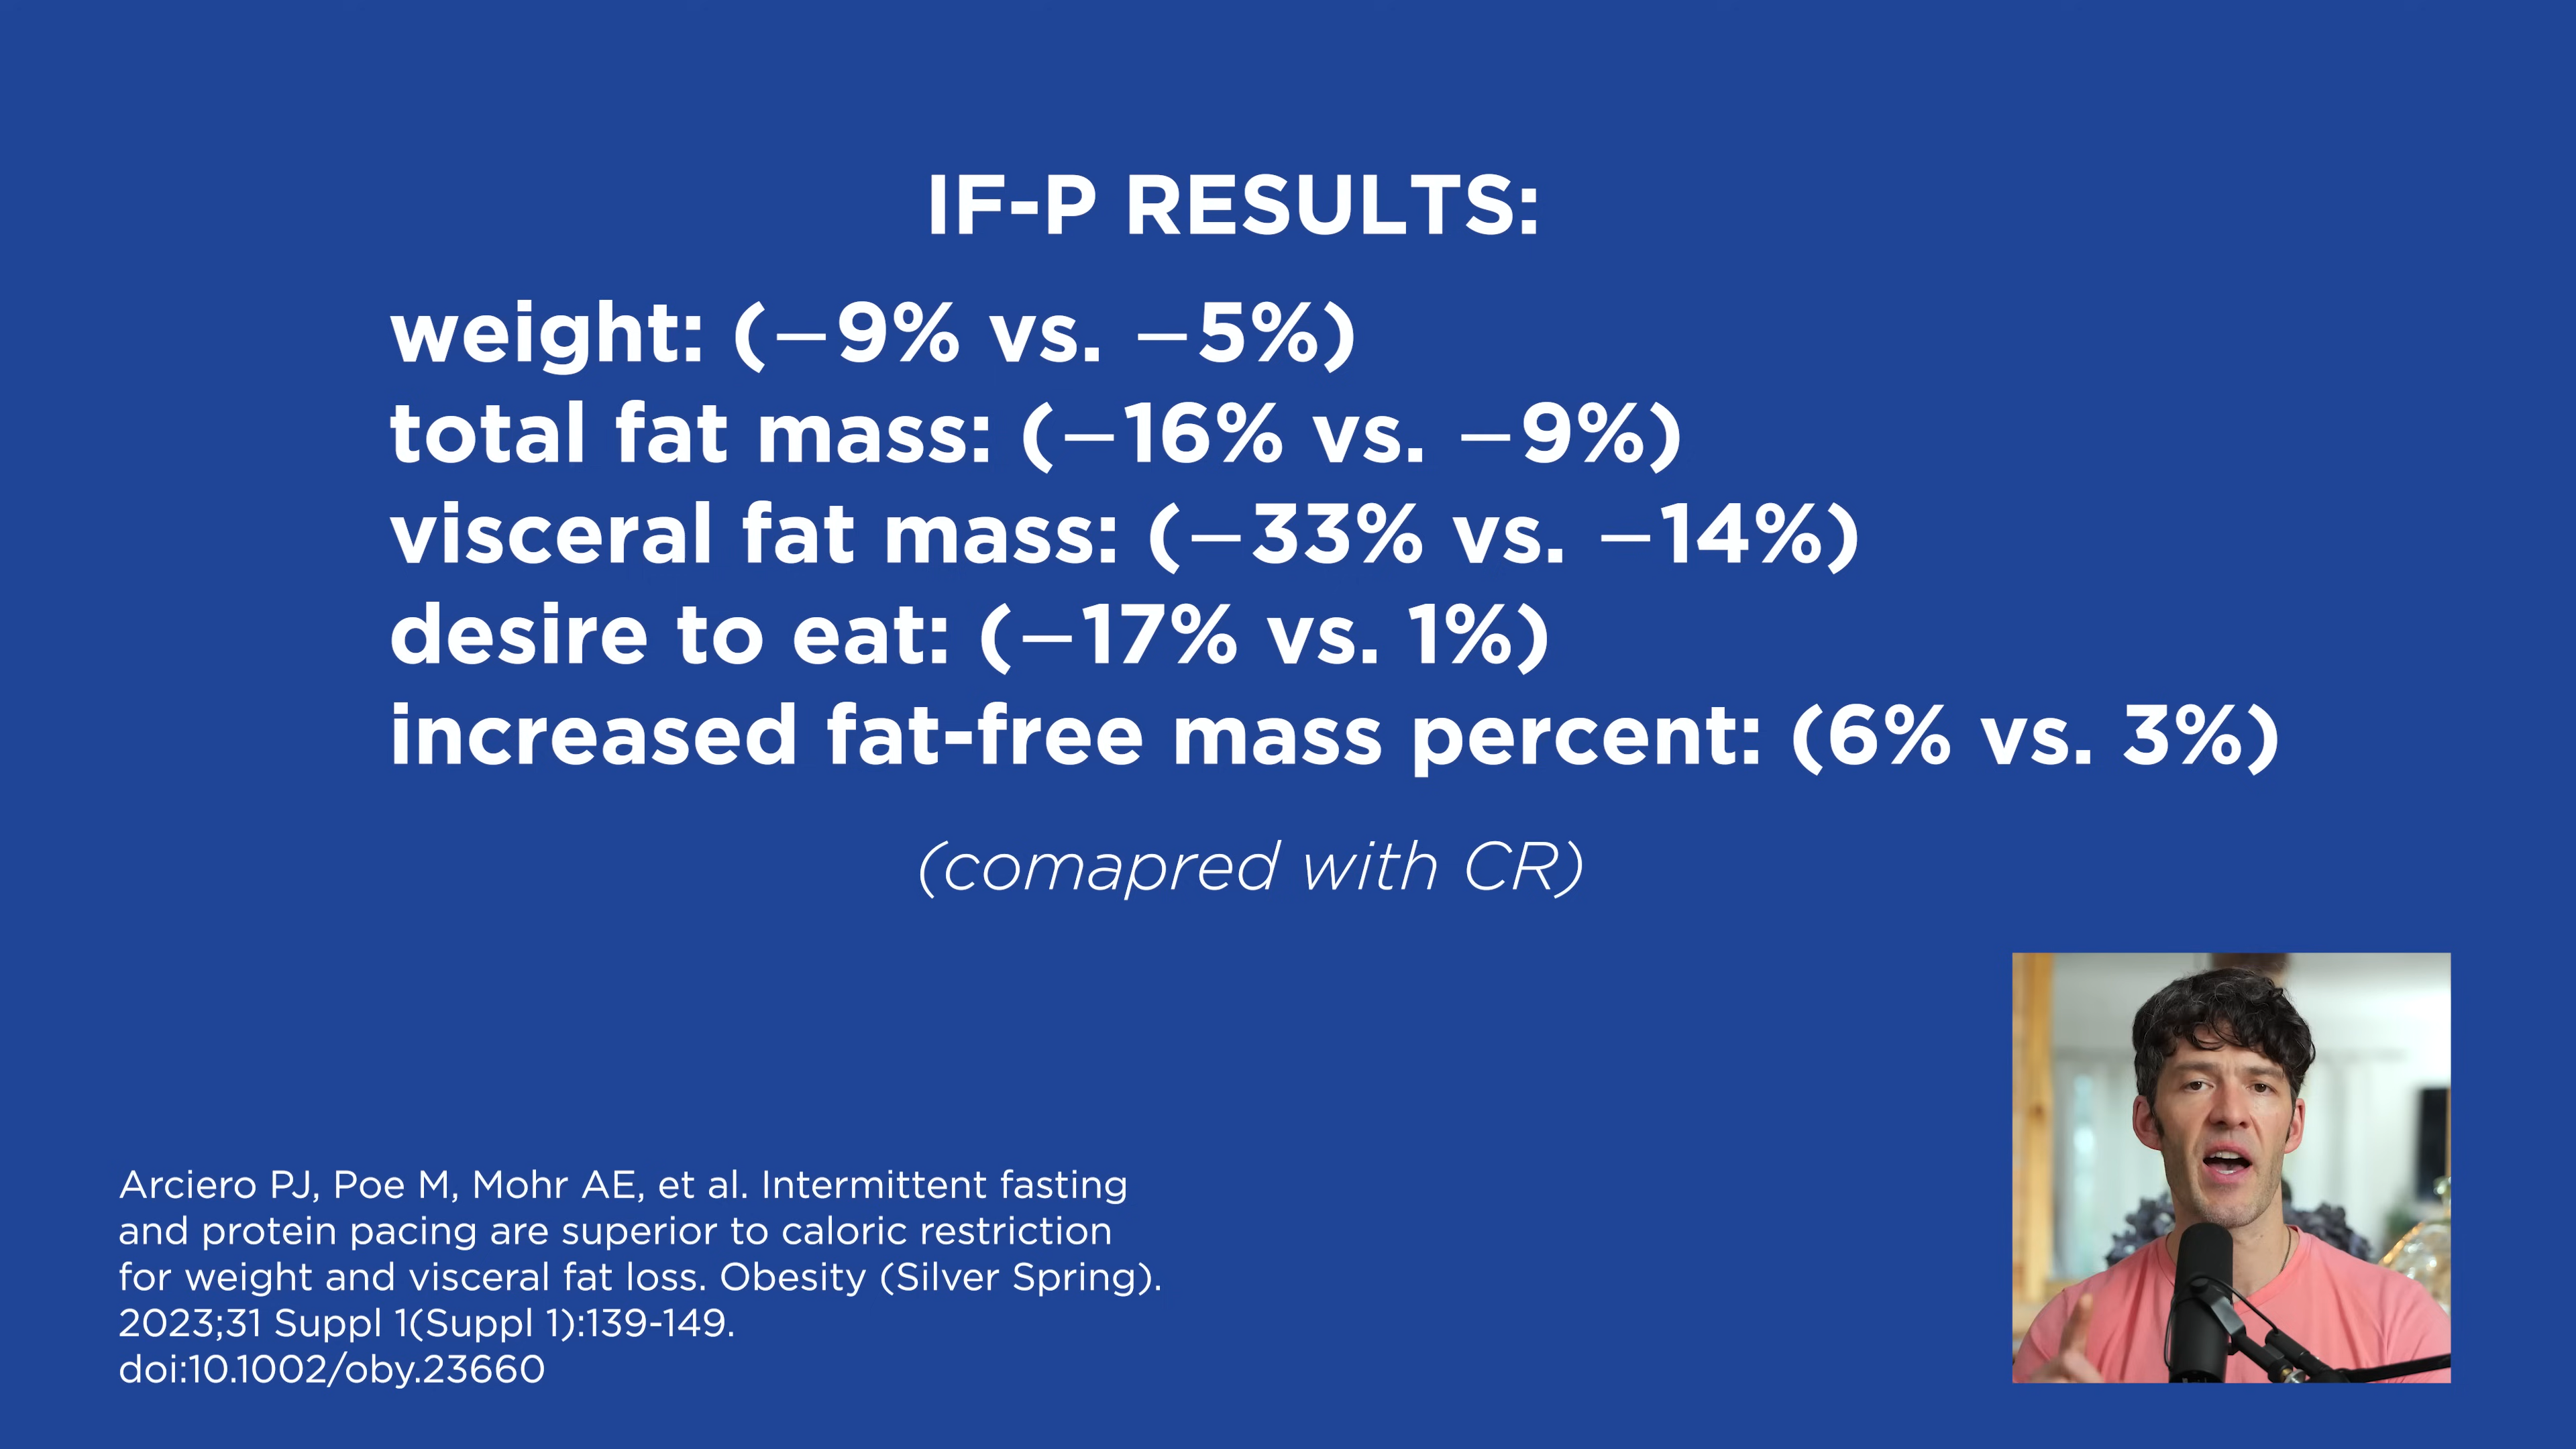 IF-P RESULTS:
weight: (–9% vs. –5%)
total fat mass: (–16% vs. –9%)
visceral fat mass: (–33% vs. –14%)
desire to eat: (–17% vs. 1%)
increased fat-free mass percent: (6% vs. 3%)
(comapred with CR)
Arciero PJ, Poe M, Mohr AE, et al. Intermittent fasting
and protein pacing are superior to caloric restriction
for weight and visceral fat loss. Obesity (Silver Spring).
2023;31 Suppl 1(Suppl 1):139-149.
doi:10.1002/oby.23660